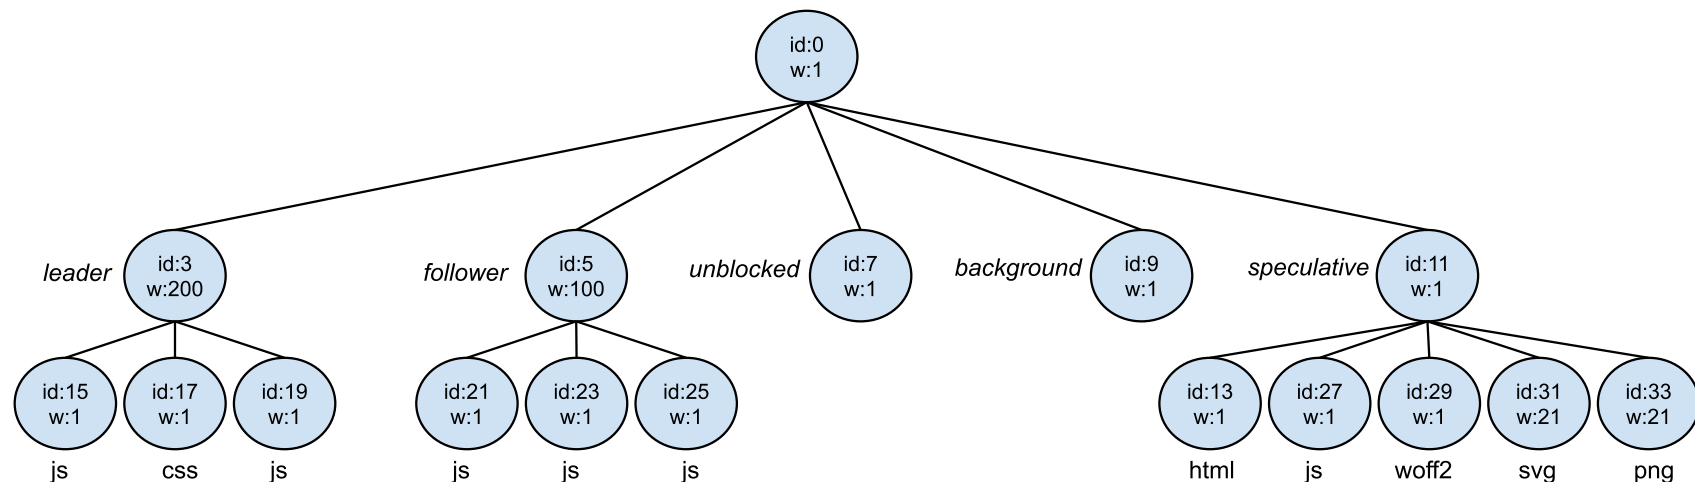 id:0
w:1
leader
id:3
w:200
follower
id:5
w:100
unblocked
id:7
w:1
background
id:9
w:1
speculative
id:11
w:1
id:15
w:1
id:17
w:1
id:19
w:1
id:21
w:1
id:23
w:1
id:25
w:1
id:13
w:1
id:27
w:1
id:29
w:1
id:31
w:21
id:33
w:21
js
css
js
js
js
js
html
js
woff2
svg
png